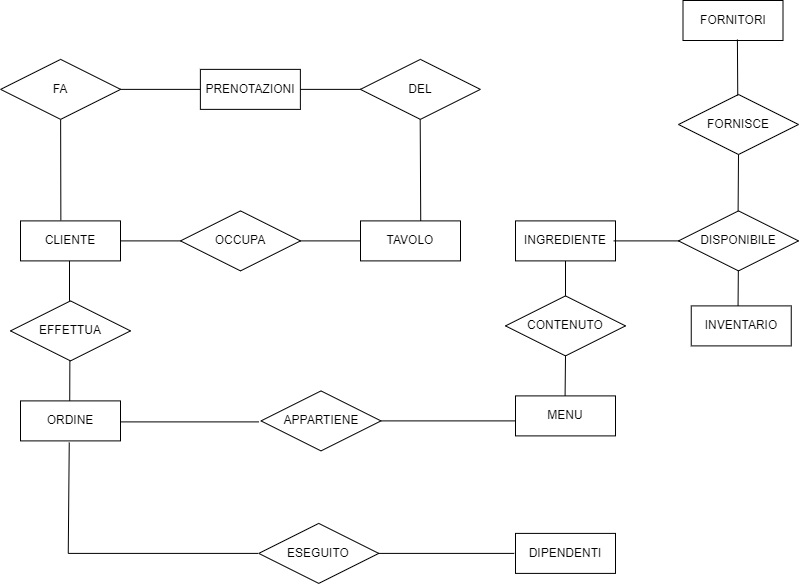 FORNITORI
FA
PRENOTAZIONI
DEL
FORNISCE
CLIENTE
OCCUPA
TAVOLO
INGREDIENTE
DISPONIBILE
EFFETTUA
CONTENUTO
INVENTARIO
ORDINE
APPARTIENE
MENU
ESEGUITO
DIPENDENTI